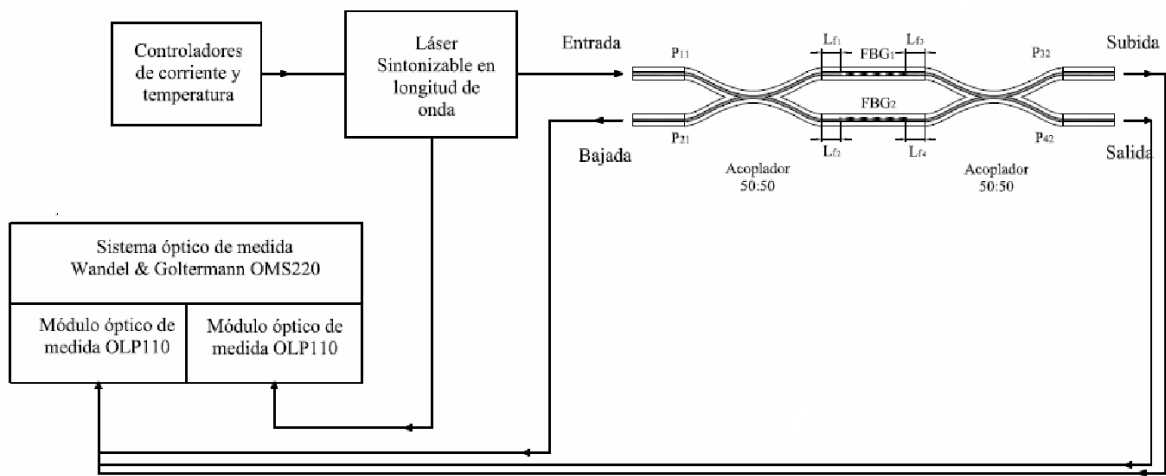 Controladores
de corriente y
temperatura
Láser
Sintonizable en
longitud de
onda
Entrada
Bajada
P11
P21
Lf1
FBG1
Lf3
FBG2
Lf2
Lf4
Acoplador
50:50
Acoplador
50:50
P32
P42
Subida
Salida
Sistema óptico de medida
Wandel & Goltermann OMS220
Módulo óptico de
medida OLP110
Módulo óptico de
medida OLP110